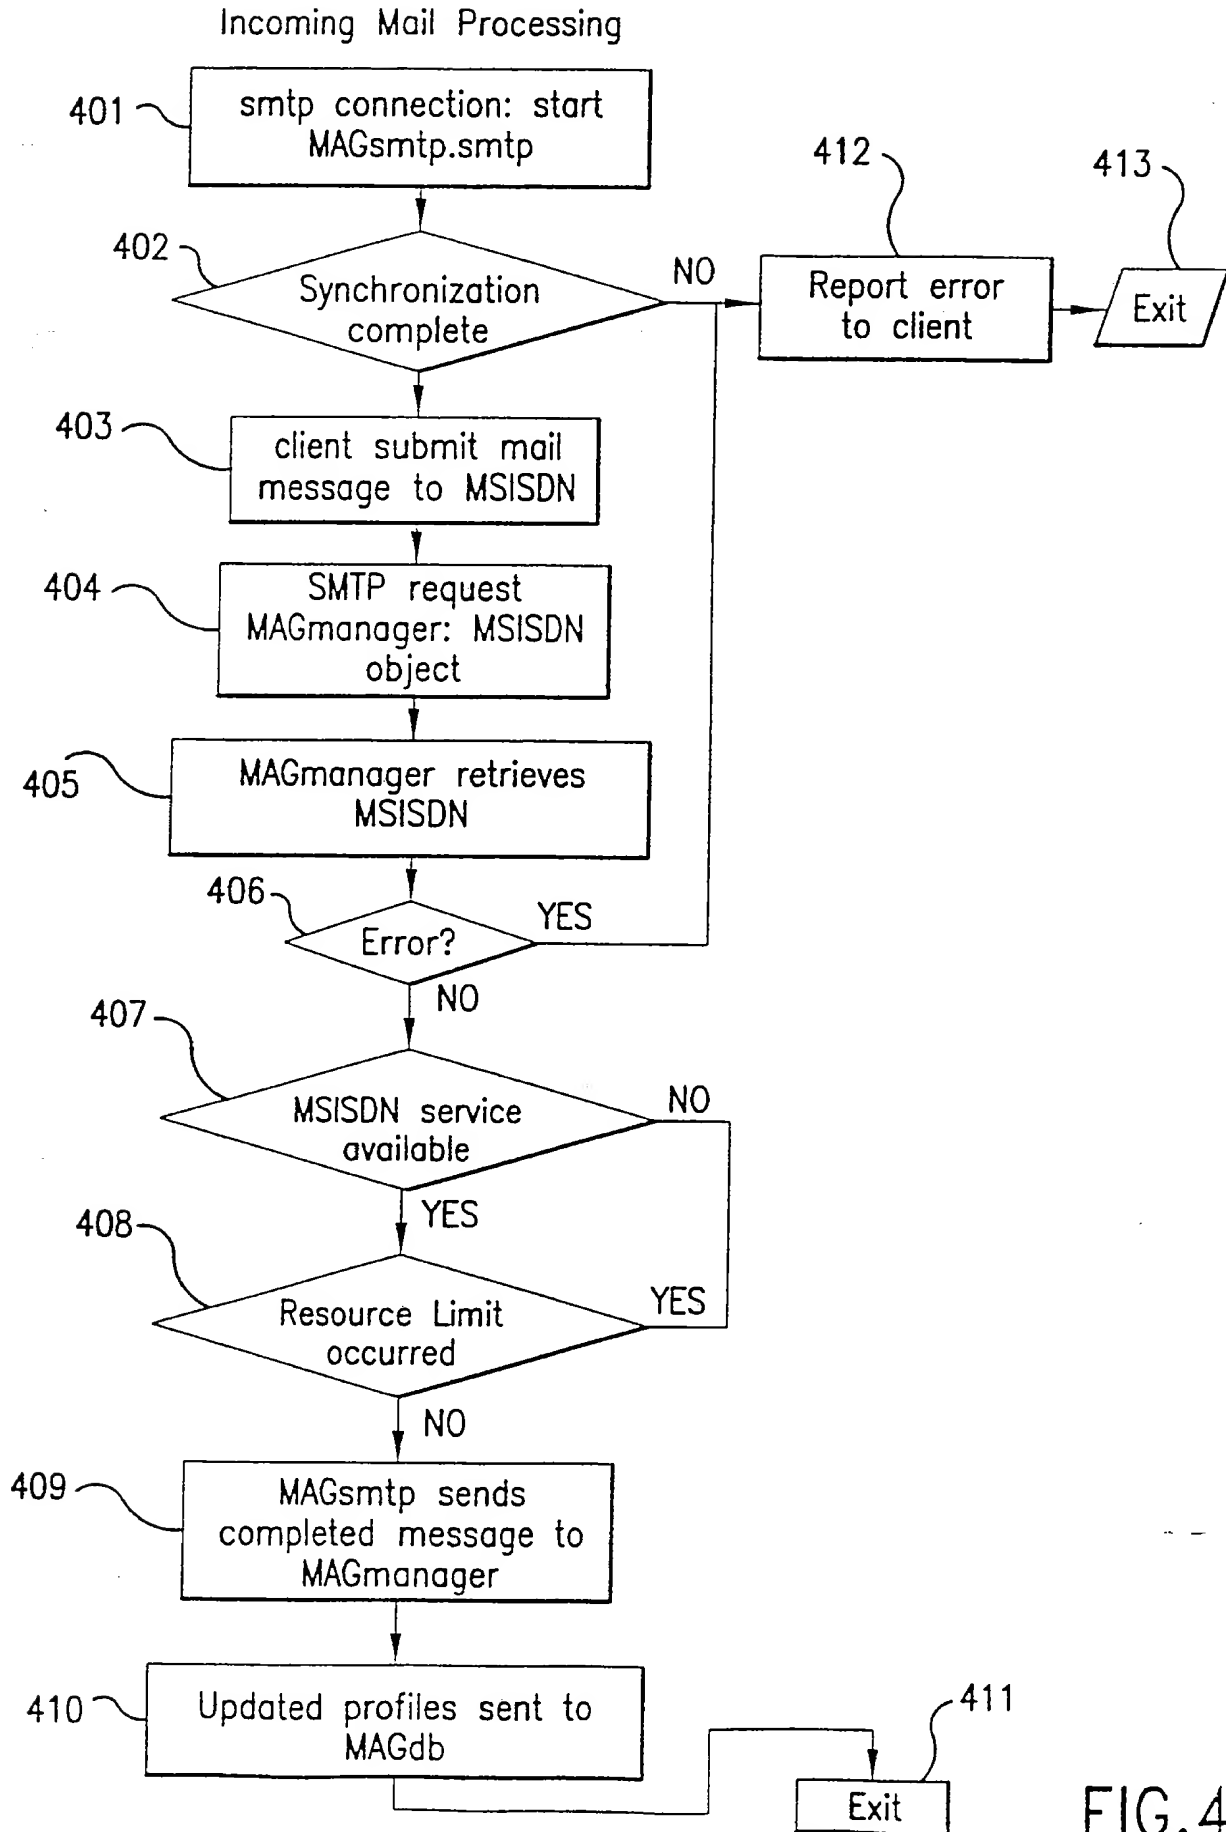 Incoming Mail Processing
401
smtp connection: start
MAGsmtp.smtp
412
413
402
NO
Synchronization
complete
Report error
to client
Exit
403
client submit mail
message to MSISDN
404
SMTP request
MAGmanager: MSISDN
object
405
MAGmanager retrieves
MSISDN
406
YES
Error?
NO
407
NO
MSISDN service
available
YES
408
YES
Resource Limit
occurred
NO
409
MAGsmtp sends
completed message to
MAGmanager
410
Updated profiles sent to
MAGdb
411
Exit
FIG.4